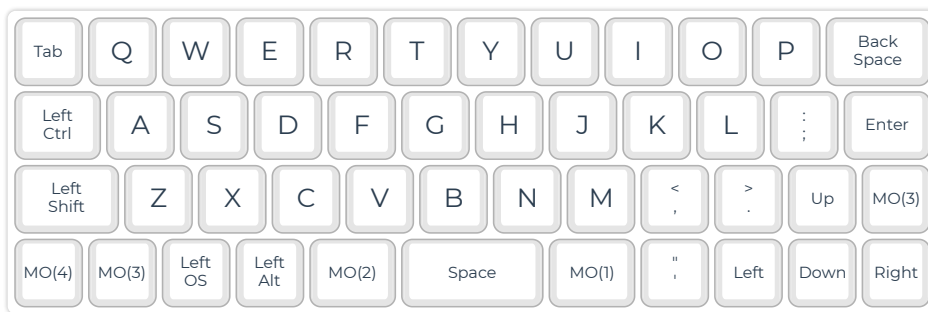 Tab Q W E R T Y U I O P Back Space
Left Ctrl A S D F G H J K L : ; Enter
Left Shift Z X C V B N M < , > . Up MO(3)
MO(4) MO(3) Left OS Left Alt MO(2) Space MO(1) " ' Left Down Right